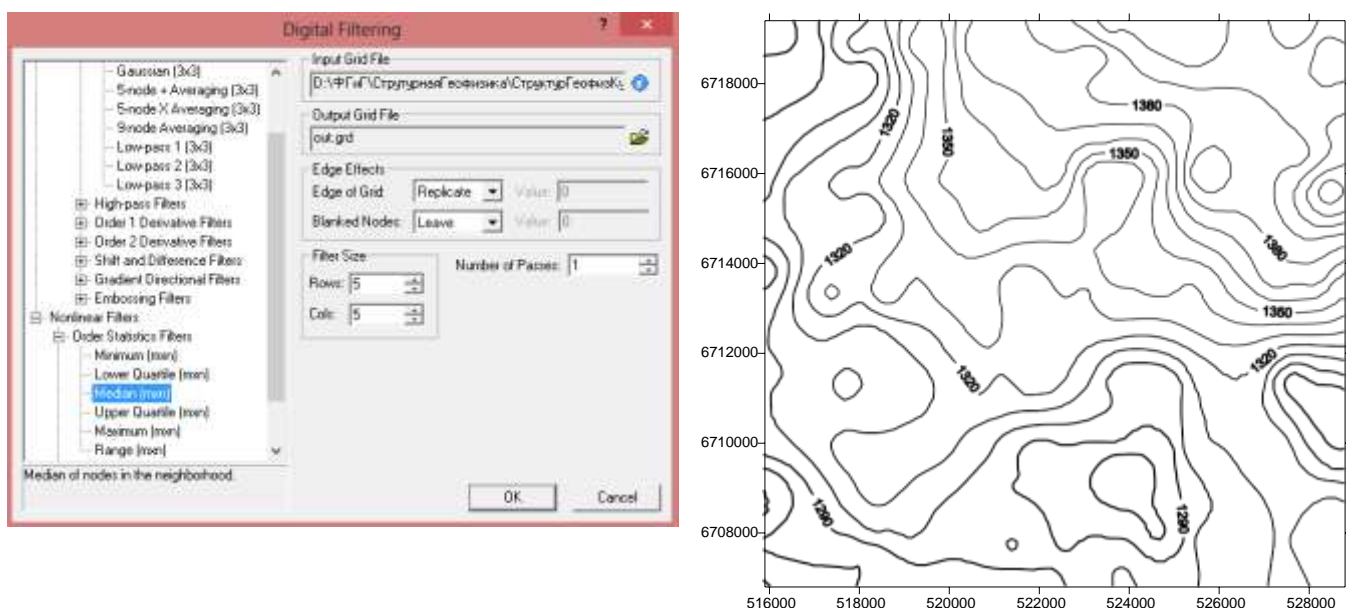 Digital Filtering
?
×
Gaussian (3x3)
5-node + Averaging (3x3)
5-node X Averaging (3x3)
9-node Averaging (3x3)
Low-pass 1 (3x3)
Low-pass 2 (3x3)
Low-pass 3 (3x3)
High-pass Filters
Order 1 Derivative Filters
Order 2 Derivative Filters
Shift and Difference Filters
Gradient Directional Filters
Embossing Filters
Nonlinear Filters
Order Statistics Filters
Minimum (mxn)
Lower Quartile (mxn)
Median (mxn)
Upper Quartile (mxn)
Maximum (mxn)
Range (mxn)
Median of nodes in the neighborhood.
Input Grid File
Output Grid File
out.grd
Edge Effects
Edge of Grid: Replicate Value: 0
Blanked Nodes: Leave Value: 0
Filter Size
Rows: 5
Cols: 5
Number of Passes: 1
OK Cancel
6718000
6716000
6714000
6712000
6710000
6708000
516000 518000 520000 522000 524000 526000 528000
1380
1320
1350
1350
1320
1380
1350
1320
1320
1290
1290